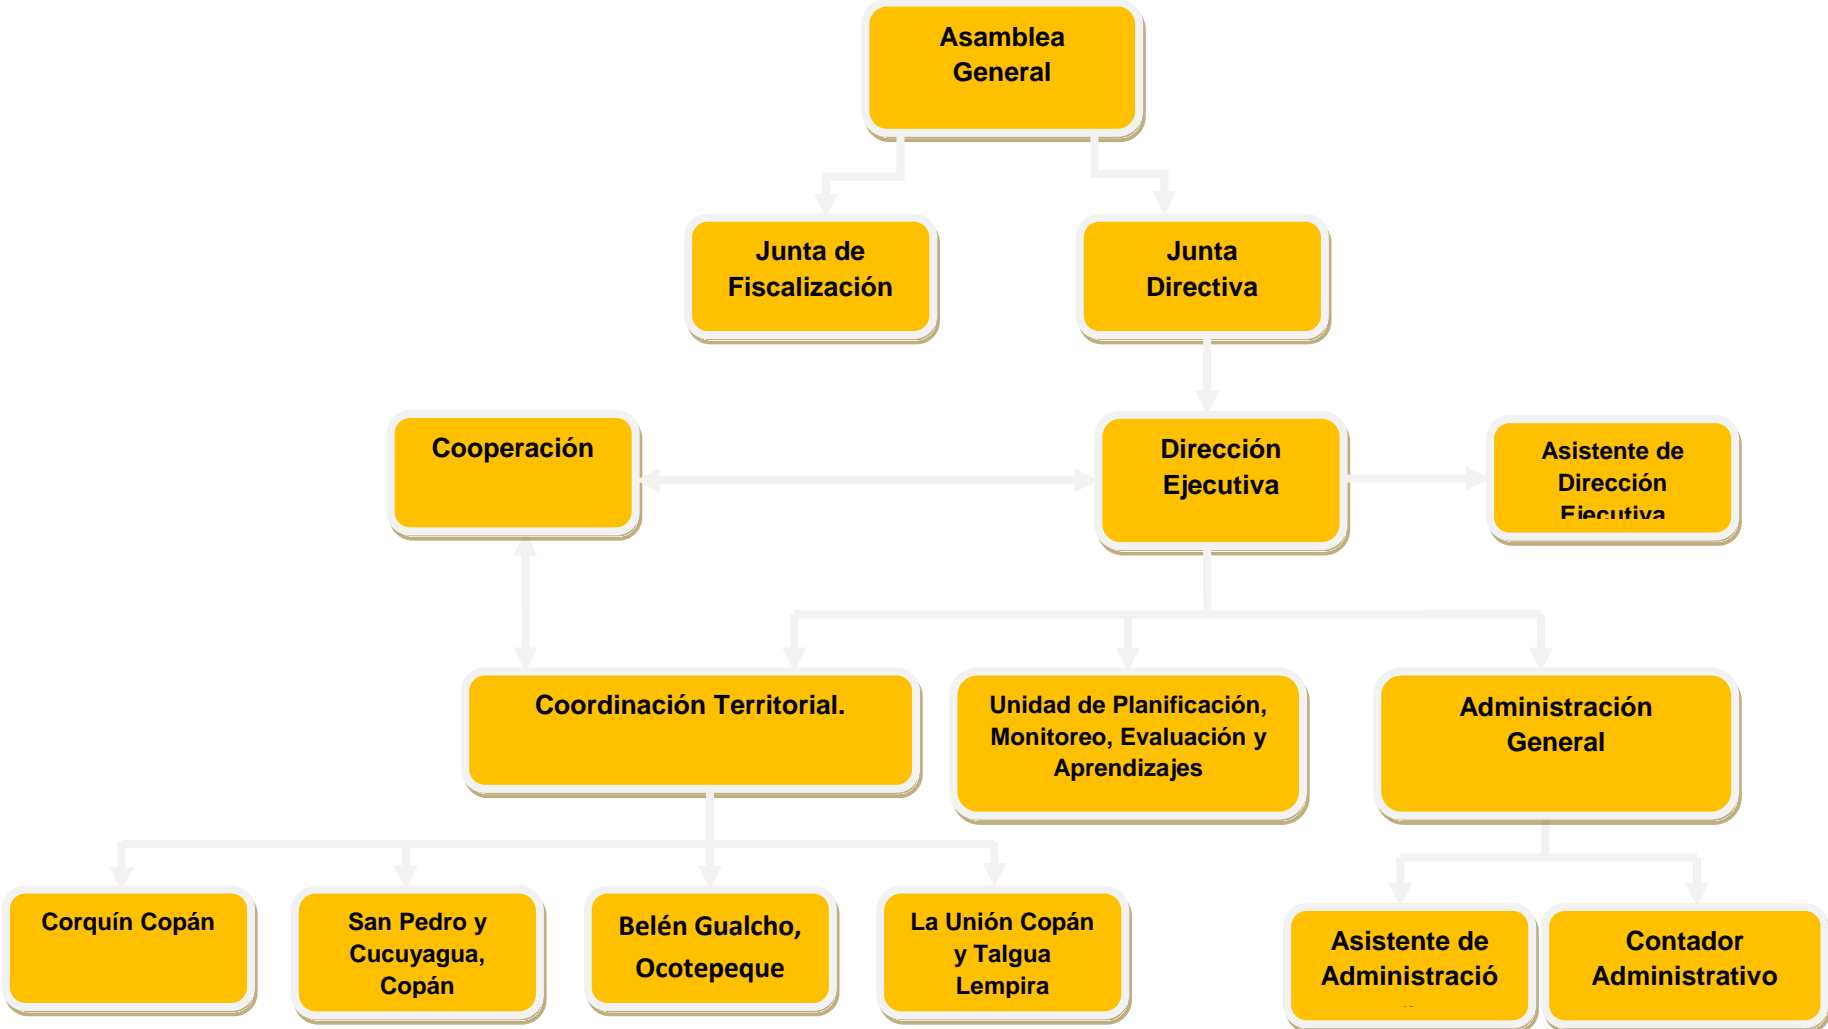 Asamblea
General
Junta de
Fiscalización
Junta
Directiva
Cooperación
Dirección
Ejecutiva
Asistente de
Dirección
Ejecutiva
Coordinación Territorial.
Unidad de Planificación,
Monitoreo, Evaluación y
Aprendizajes
Administración
General
Corquín Copán
San Pedro y
Cucuyagua,
Copán
Belén Gualcho,
Ocotepeque
La Unión Copán
y Talgua
Lempira
Asistente de
Administració
Contador
Administrativo